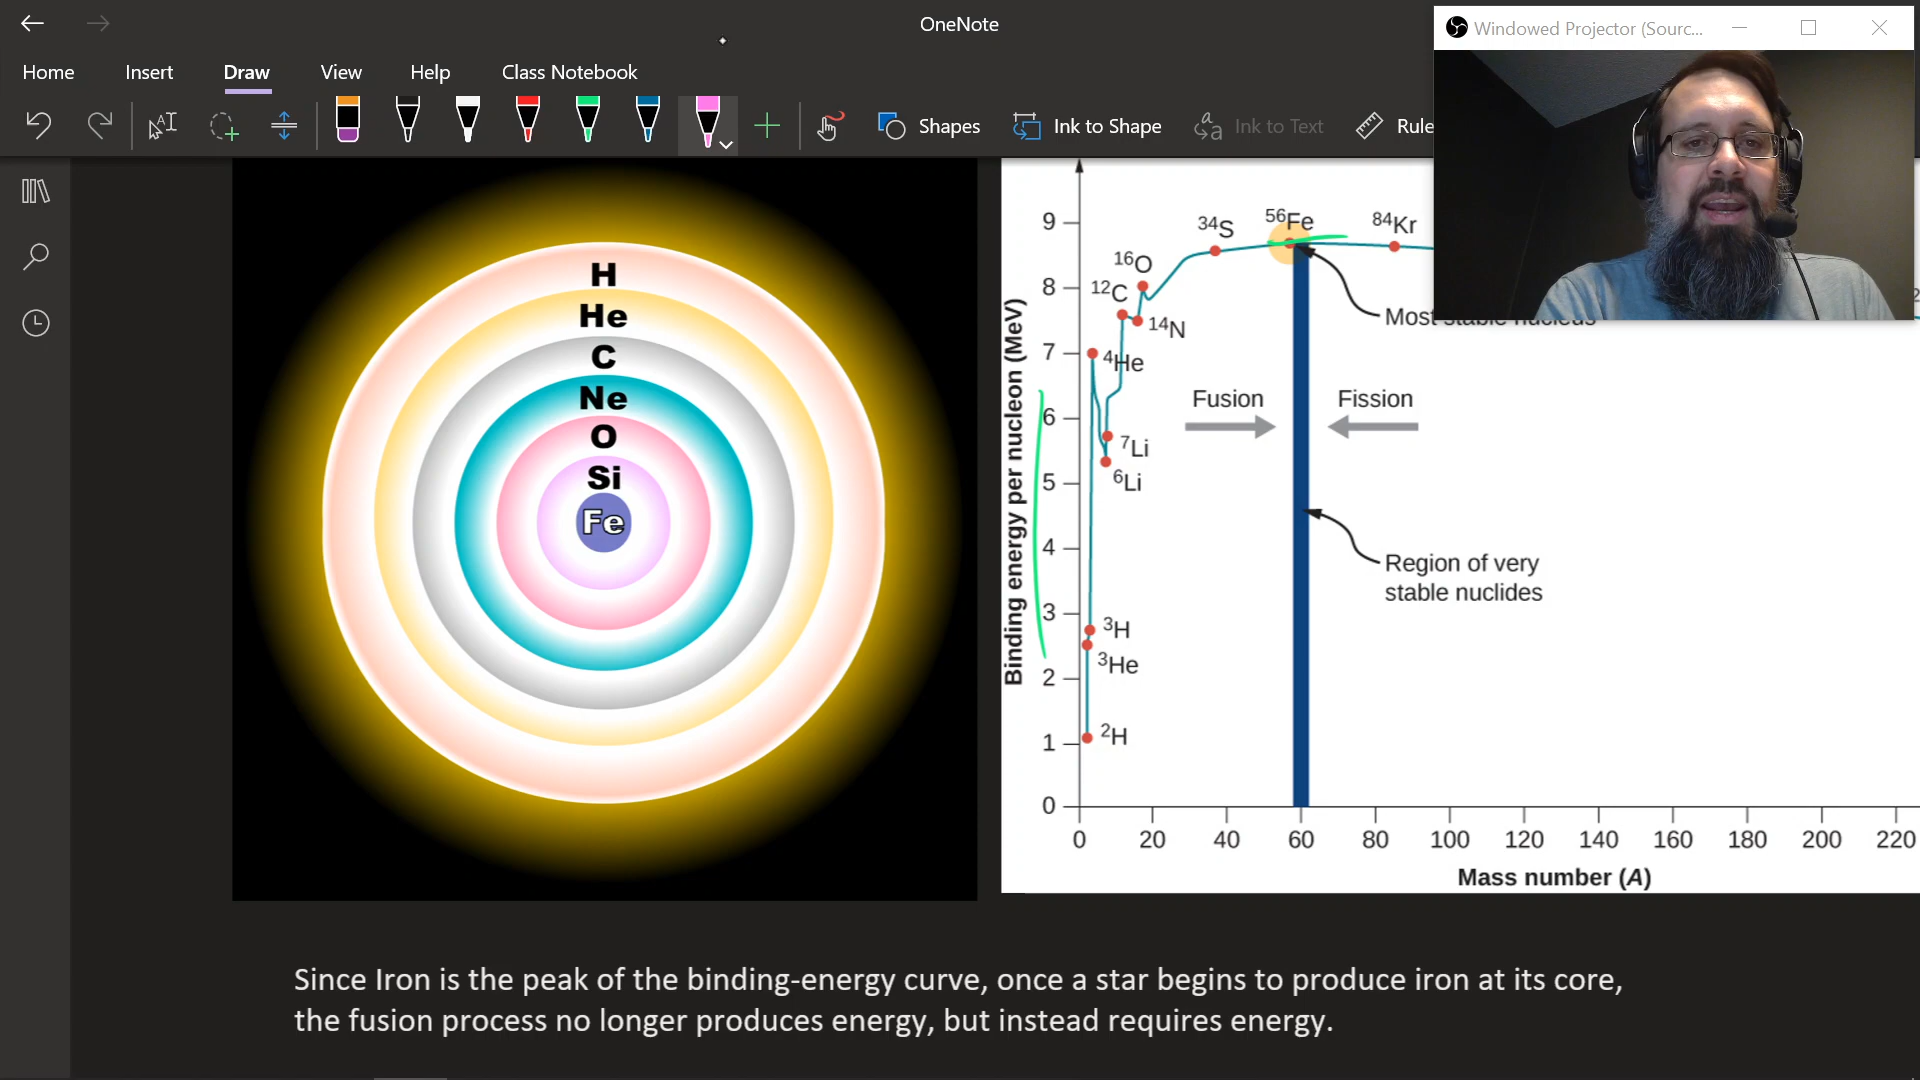 OneNote
Windowed Projector (Sourc...
Home Insert Draw View Help Class Notebook
Shapes Ink to Shape Ink to Text Rule
H
He
C
Ne
O
Si
Fe
Binding energy per nucleon (MeV)
9
8
7
6
5
4
3
2
1
0
34S
56Fe
84Kr
16O
12C
14N
4He
7Li
6Li
3H
3He
2H
Most stable nucleus
Fusion
Fission
Region of very
stable nuclides
0 20 40 60 80 100 120 140 160 180 200 220
Mass number (A)
Since Iron is the peak of the binding-energy curve, once a star begins to produce iron at its core,
the fusion process no longer produces energy, but instead requires energy.